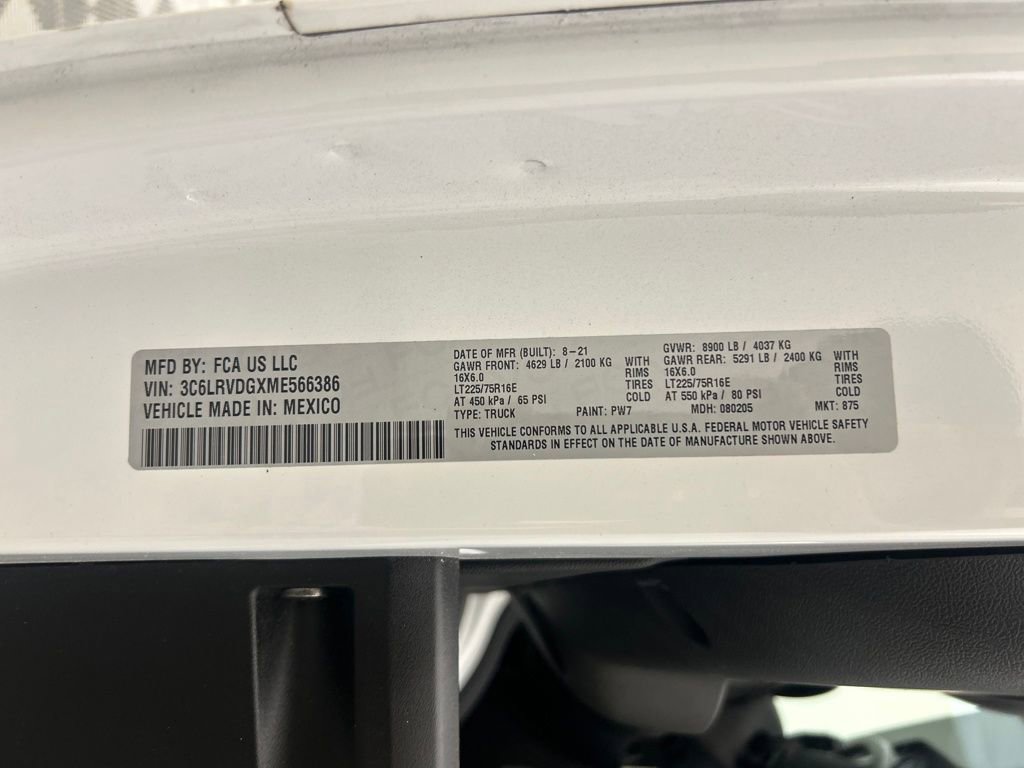 MFD BY: FCA US LLC
VIN: 3C6LRVDGXME566386
VEHICLE MADE IN: MEXICO
DATE OF MFR (BUILT): 8-21
GAWR FRONT: 4629 LB / 2100 KG WITH
16X6.0 RIMS
LT225/75R16E TIRES
AT 450 kPa / 65 PSI COLD
TYPE: TRUCK PAINT: PW7
GVWR: 8900 LB / 4037 KG
GAWR REAR: 5291 LB / 2400 KG WITH
16X6.0 RIMS
LT225/75R16E TIRES
AT 550 kPa / 80 PSI COLD
MDH: 080205 MKT: 875
THIS VEHICLE CONFORMS TO ALL APPLICABLE U.S.A. FEDERAL MOTOR VEHICLE SAFETY
STANDARDS IN EFFECT ON THE DATE OF MANUFACTURE SHOWN ABOVE.